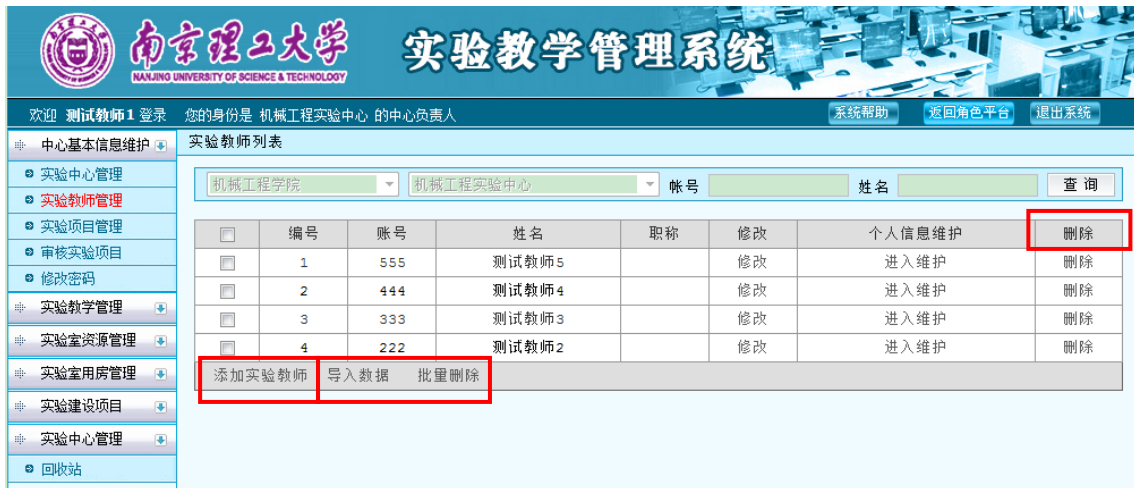 南京理工大学 实验教学管理系统
NANJING UNIVERSITY OF SCIENCE & TECHNOLOGY
欢迎 测试教师1 登录 您的身份是 机械工程实验中心 的中心负责人 系统帮助 返回角色平台 退出系统
中心基本信息维护
实验中心管理
实验教师管理
实验项目管理
审核实验项目
修改密码
实验教学管理
实验室资源管理
实验室用房管理
实验建设项目
实验中心管理
回收站
实验教师列表
机械工程学院 机械工程实验中心 帐号 姓名 查 询
编号 账号 姓名 职称 修改 个人信息维护 删除
1 555 测试教师5 修改 进入维护 删除
2 444 测试教师4 修改 进入维护 删除
3 333 测试教师3 修改 进入维护 删除
4 222 测试教师2 修改 进入维护 删除
添加实验教师 导入数据 批量删除